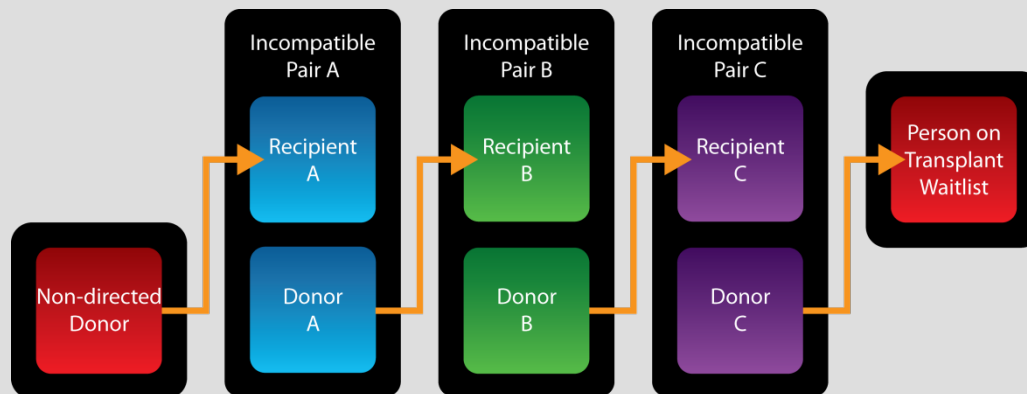 Incompatible
Pair A
Recipient
A
Donor
A
Incompatible
Pair B
Recipient
B
Donor
B
Incompatible
Pair C
Recipient
C
Donor
C
Person on
Transplant
Waitlist
Non-directed
Donor